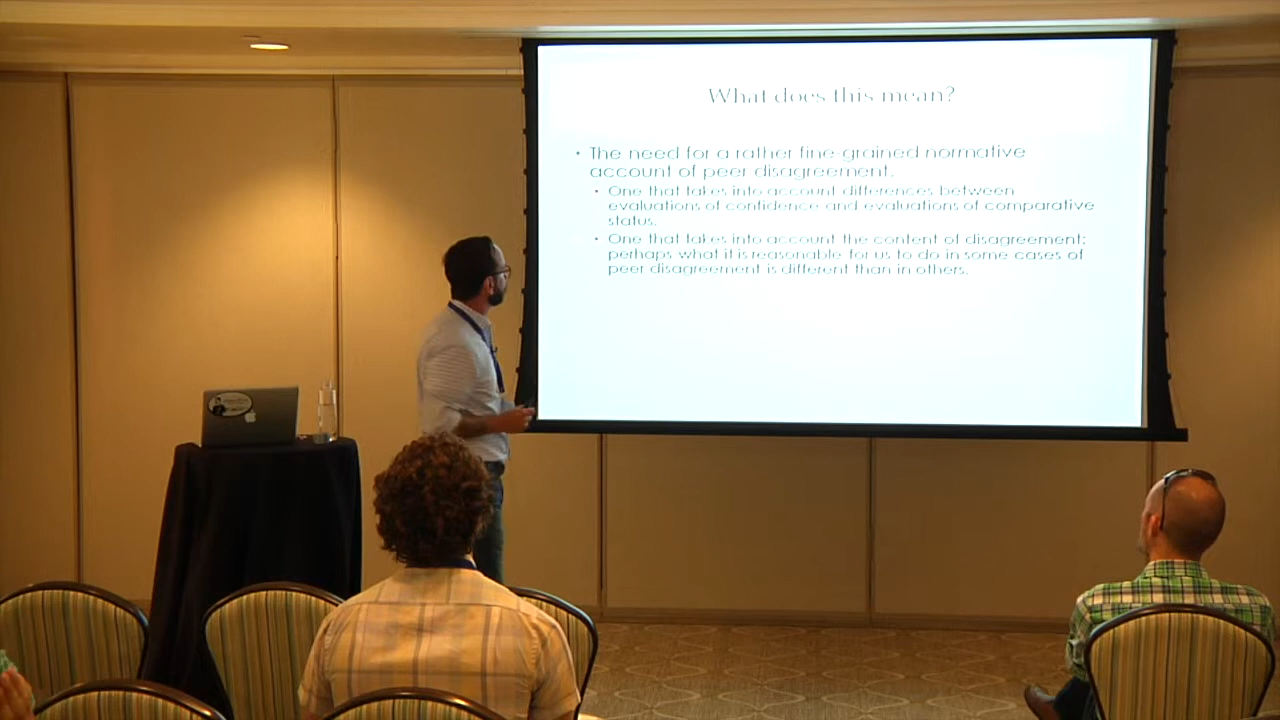 What does this mean?
• The need for a rather fine-grained normative
account of peer disagreement.
• One that takes into account differences between
evaluations of confidence and evaluations of comparative
status.
• One that takes into account the content of disagreement:
perhaps what it is reasonable for us to do in some cases of
peer disagreement is different than in others.